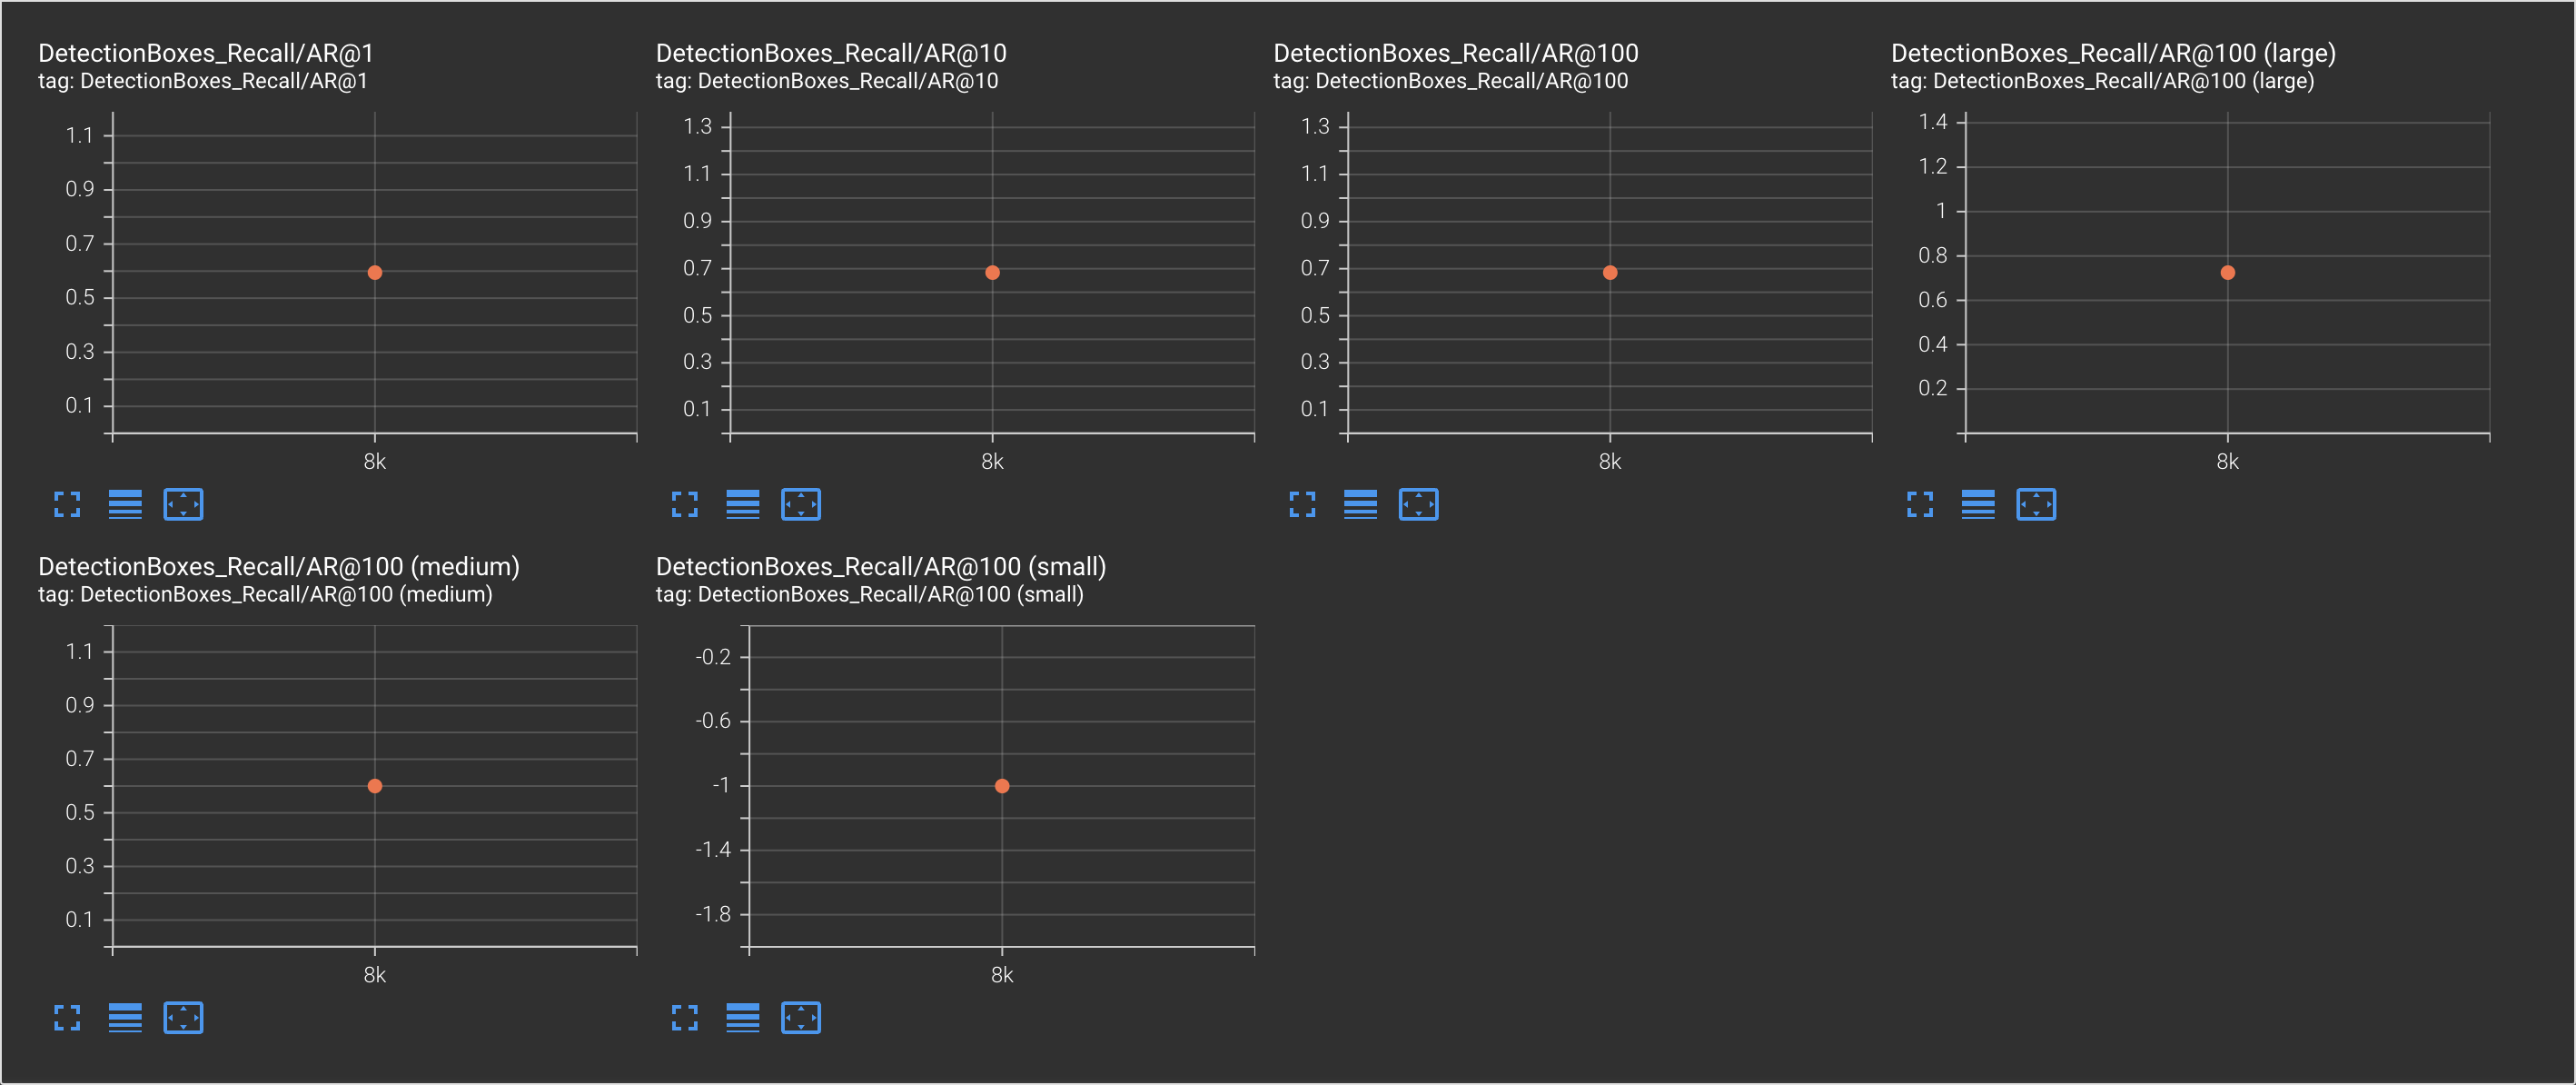 DetectionBoxes_Recall/AR@1
tag: DetectionBoxes_Recall/AR@1
1.1
0.9
0.7
0.5
0.3
0.1
8k
DetectionBoxes_Recall/AR@10
tag: DetectionBoxes_Recall/AR@10
1.3
1.1
0.9
0.7
0.5
0.3
0.1
8k
DetectionBoxes_Recall/AR@100
tag: DetectionBoxes_Recall/AR@100
1.3
1.1
0.9
0.7
0.5
0.3
0.1
8k
DetectionBoxes_Recall/AR@100 (large)
tag: DetectionBoxes_Recall/AR@100 (large)
1.4
1.2
1
0.8
0.6
0.4
0.2
8k
DetectionBoxes_Recall/AR@100 (medium)
tag: DetectionBoxes_Recall/AR@100 (medium)
1.1
0.9
0.7
0.5
0.3
0.1
8k
DetectionBoxes_Recall/AR@100 (small)
tag: DetectionBoxes_Recall/AR@100 (small)
-0.2
-0.6
-1
-1.4
-1.8
8k